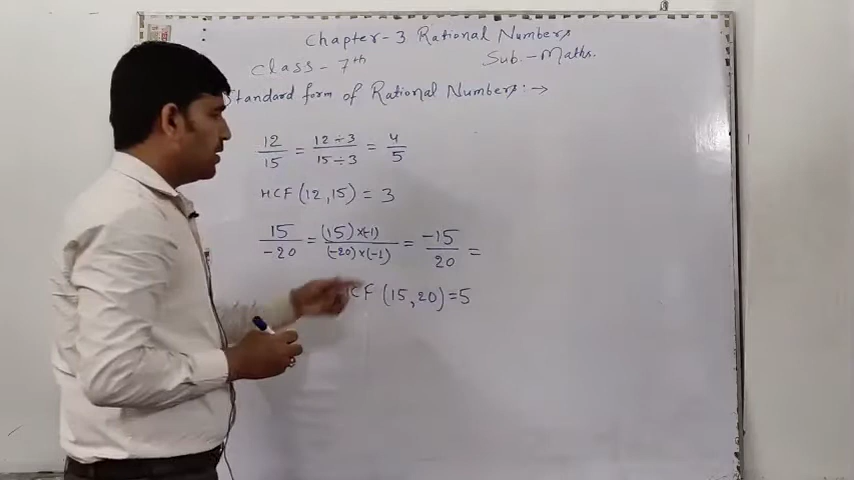 Chapter-3 Rational Numbers
Class-7th Sub.-Maths.
Standard form of Rational Numbers:→
12/15 = 12÷3/15÷3 = 4/5
HCF (12,15) = 3
15/-20 = (15)×(-1)/(-20)×(-1) = -15/20 =
CF (15,20)=5